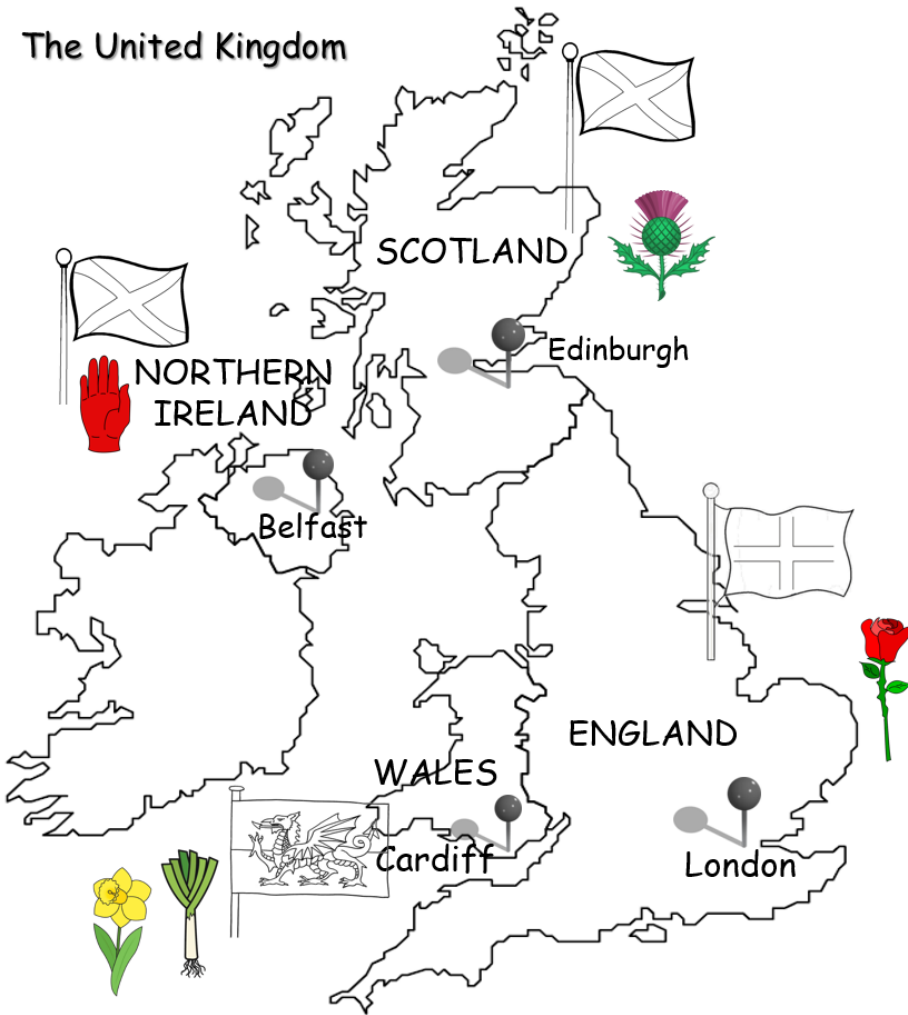 The United Kingdom
SCOTLAND
Edinburgh
NORTHERN
IRELAND
Belfast
ENGLAND
WALES
Cardiff
London